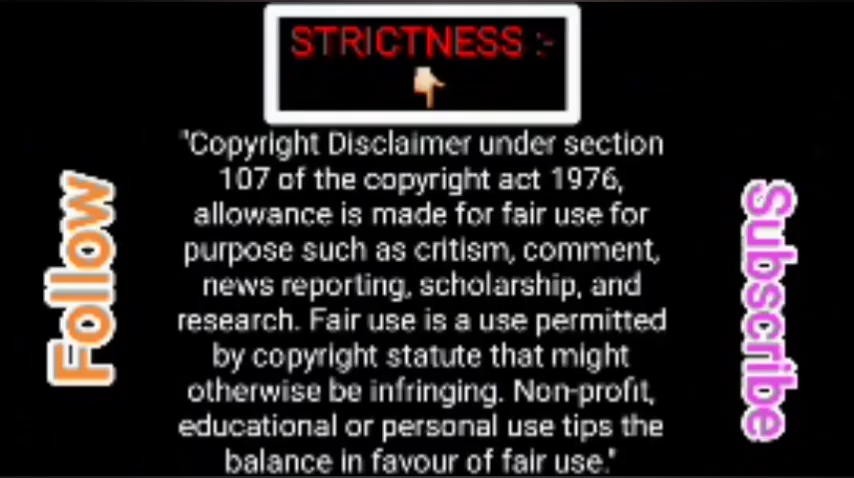 STRICTNESS :-
👇
"Copyright Disclaimer under section
107 of the copyright act 1976,
allowance is made for fair use for
purpose such as critism, comment,
news reporting, scholarship, and
research. Fair use is a use permitted
by copyright statute that might
otherwise be infringing. Non-profit,
educational or personal use tips the
balance in favour of fair use."
Follow
Subscribe